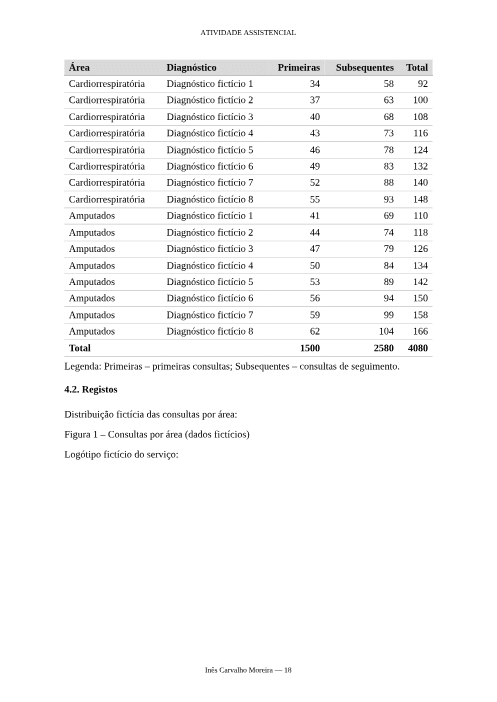 ATIVIDADE ASSISTENCIAL
Área Diagnóstico Primeiras Subsequentes Total
Cardiorrespiratória Diagnóstico fictício 1 34 58 92
Cardiorrespiratória Diagnóstico fictício 2 37 63 100
Cardiorrespiratória Diagnóstico fictício 3 40 68 108
Cardiorrespiratória Diagnóstico fictício 4 43 73 116
Cardiorrespiratória Diagnóstico fictício 5 46 78 124
Cardiorrespiratória Diagnóstico fictício 6 49 83 132
Cardiorrespiratória Diagnóstico fictício 7 52 88 140
Cardiorrespiratória Diagnóstico fictício 8 55 93 148
Amputados Diagnóstico fictício 1 41 69 110
Amputados Diagnóstico fictício 2 44 74 118
Amputados Diagnóstico fictício 3 47 79 126
Amputados Diagnóstico fictício 4 50 84 134
Amputados Diagnóstico fictício 5 53 89 142
Amputados Diagnóstico fictício 6 56 94 150
Amputados Diagnóstico fictício 7 59 99 158
Amputados Diagnóstico fictício 8 62 104 166
Total 1500 2580 4080
Legenda: Primeiras – primeiras consultas; Subsequentes – consultas de seguimento.
4.2. Registos
Distribuição fictícia das consultas por área:
Figura 1 – Consultas por área (dados fictícios)
Logótipo fictício do serviço:
Inês Carvalho Moreira — 18